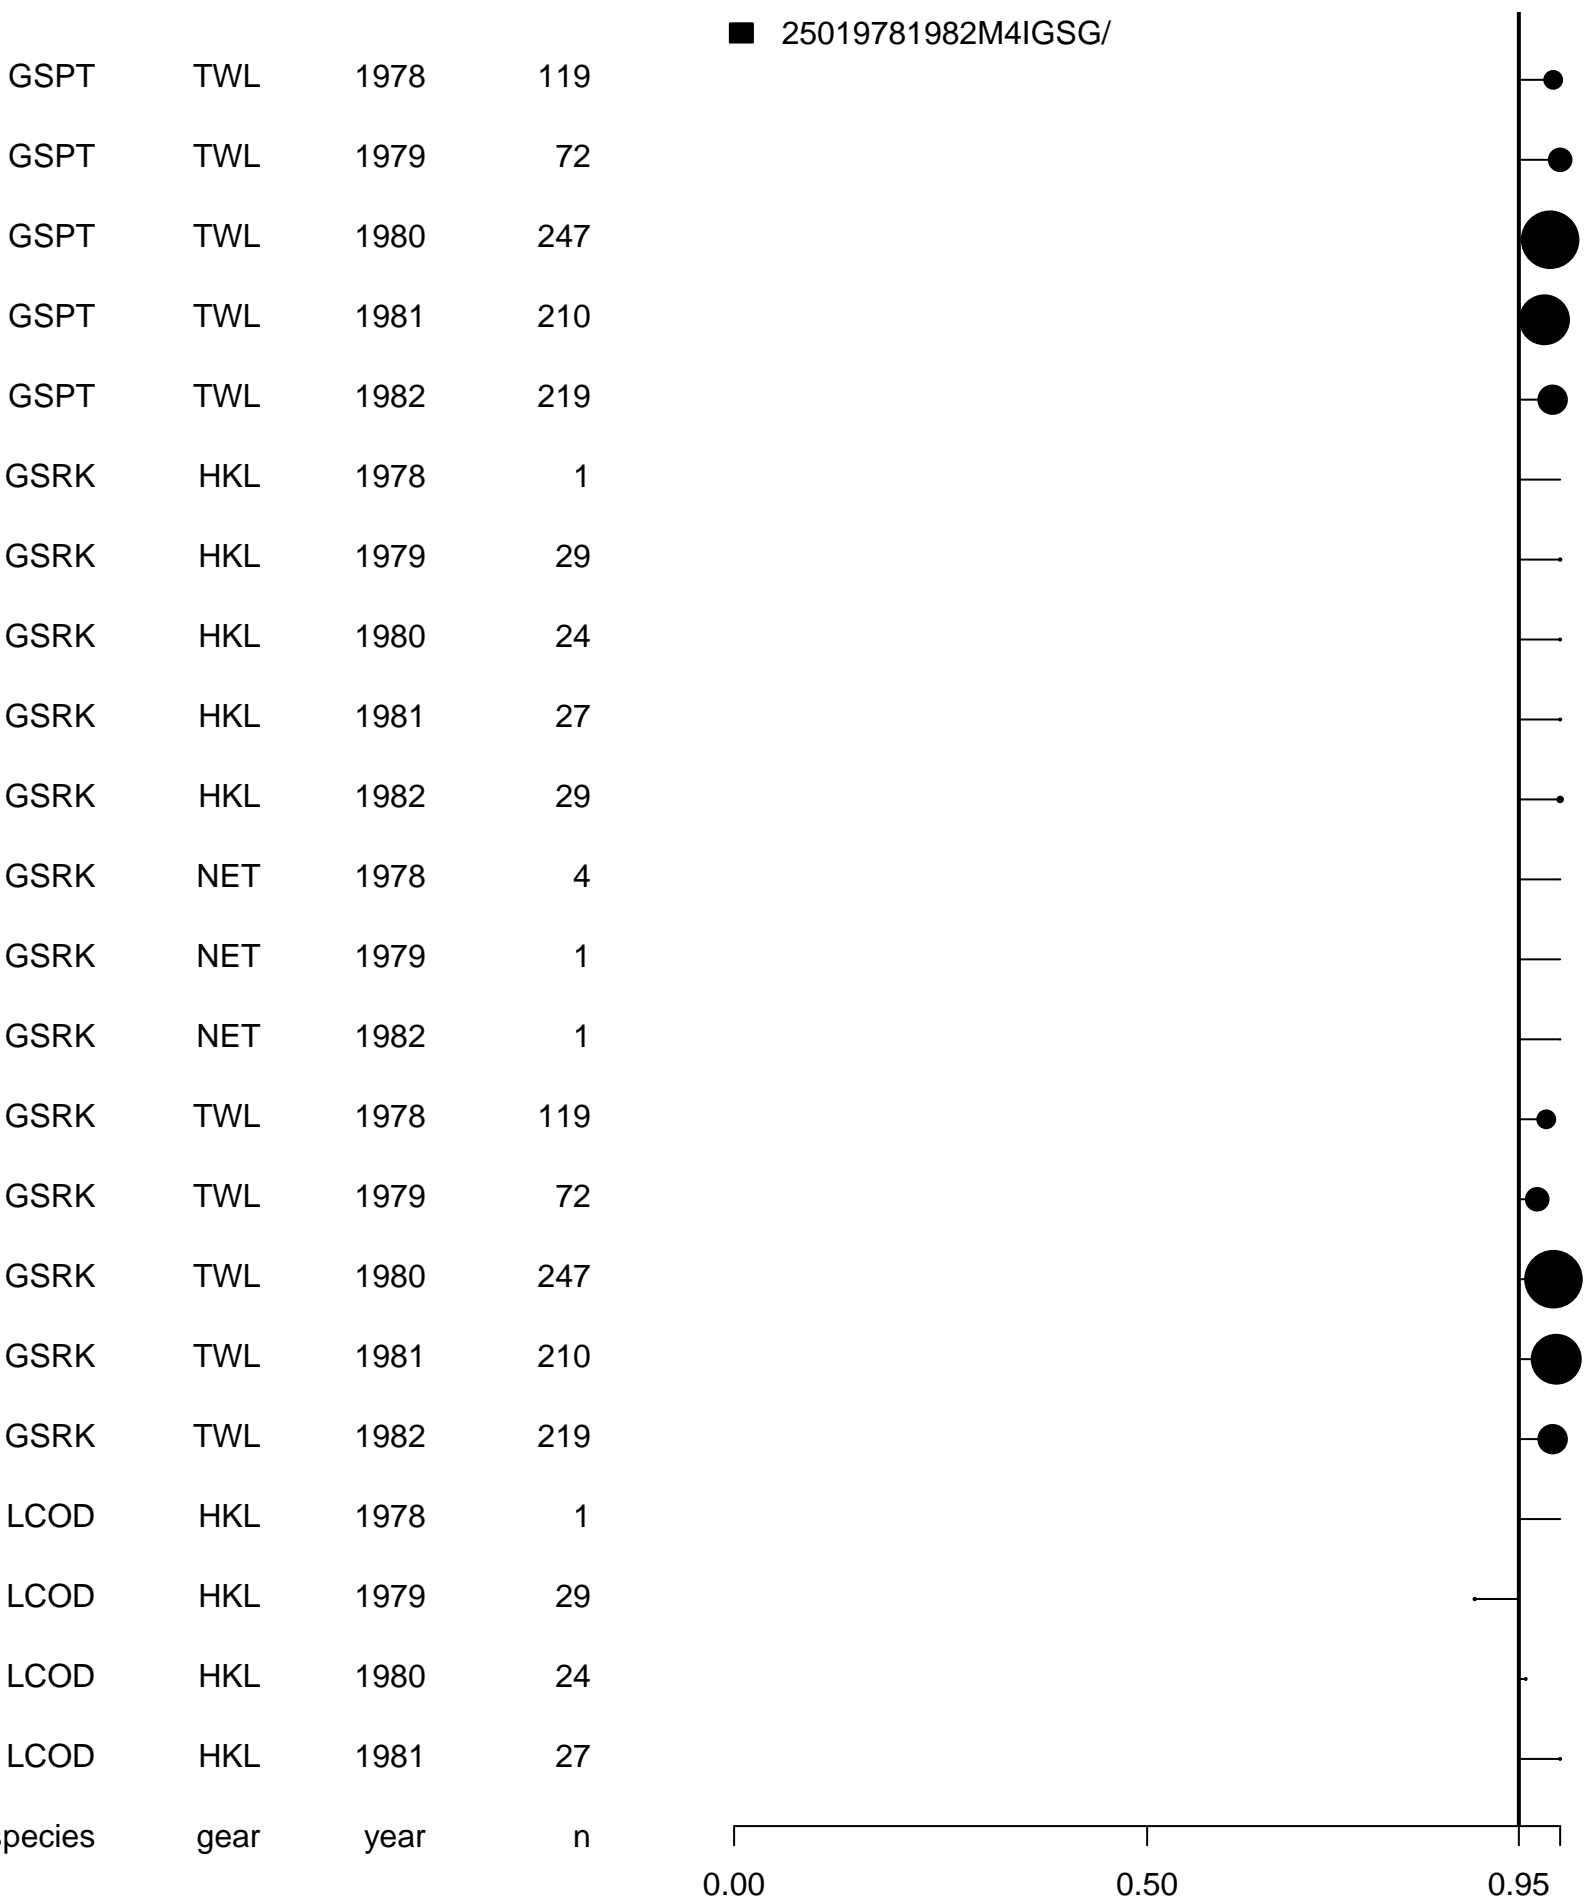 25019781982M4IGSG/
GSPT TWL 1978 119
GSPT TWL 1979 72
GSPT TWL 1980 247
GSPT TWL 1981 210
GSPT TWL 1982 219
GSRK HKL 1978 1
GSRK HKL 1979 29
GSRK HKL 1980 24
GSRK HKL 1981 27
GSRK HKL 1982 29
GSRK NET 1978 4
GSRK NET 1979 1
GSRK NET 1982 1
GSRK TWL 1978 119
GSRK TWL 1979 72
GSRK TWL 1980 247
GSRK TWL 1981 210
GSRK TWL 1982 219
LCOD HKL 1978 1
LCOD HKL 1979 29
LCOD HKL 1980 24
LCOD HKL 1981 27
species gear year n
0.00 0.50 0.95